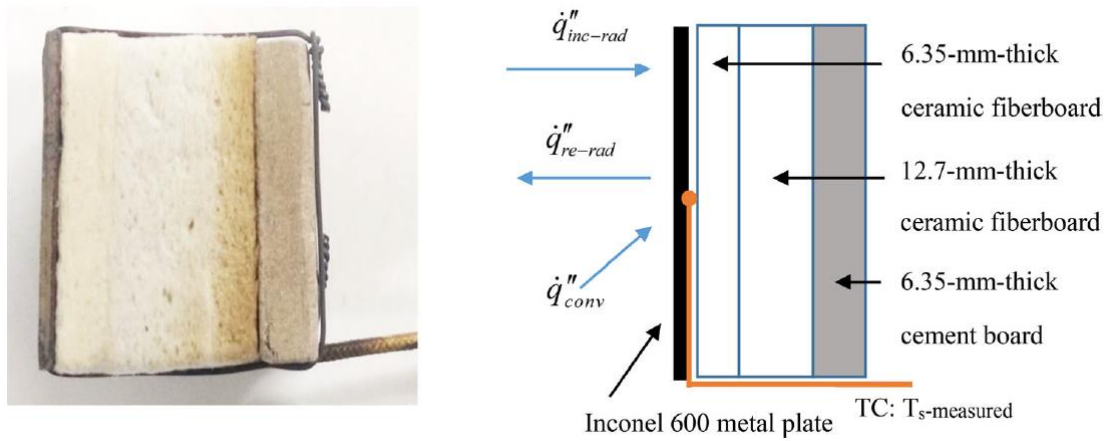 q̇″inc−rad
6.35-mm-thick
ceramic fiberboard
q̇″re−rad
12.7-mm-thick
ceramic fiberboard
q̇″conv
6.35-mm-thick
cement board
TC: Ts-measured
Inconel 600 metal plate